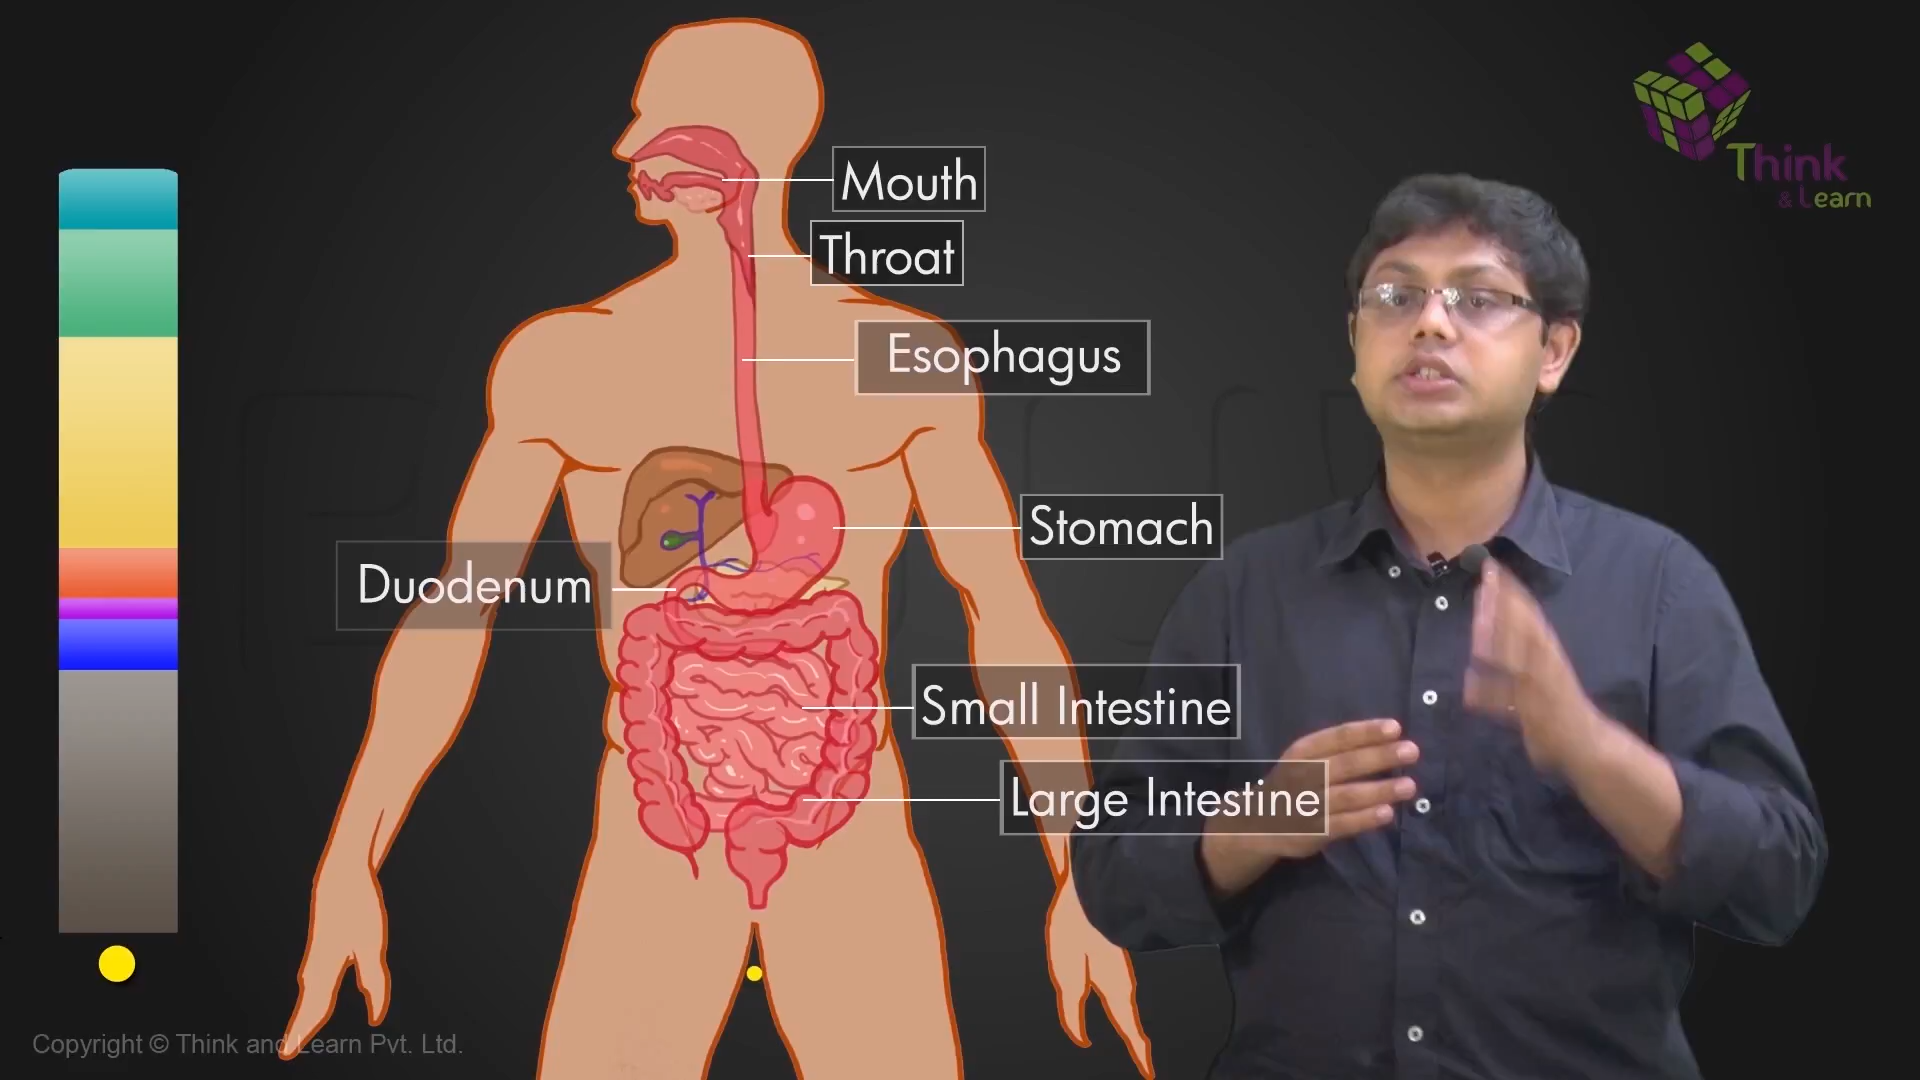 Think
& Learn
Mouth
Throat
Esophagus
Stomach
Duodenum
Small Intestine
Large Intestine
Copyright © Think and Learn Pvt. Ltd.